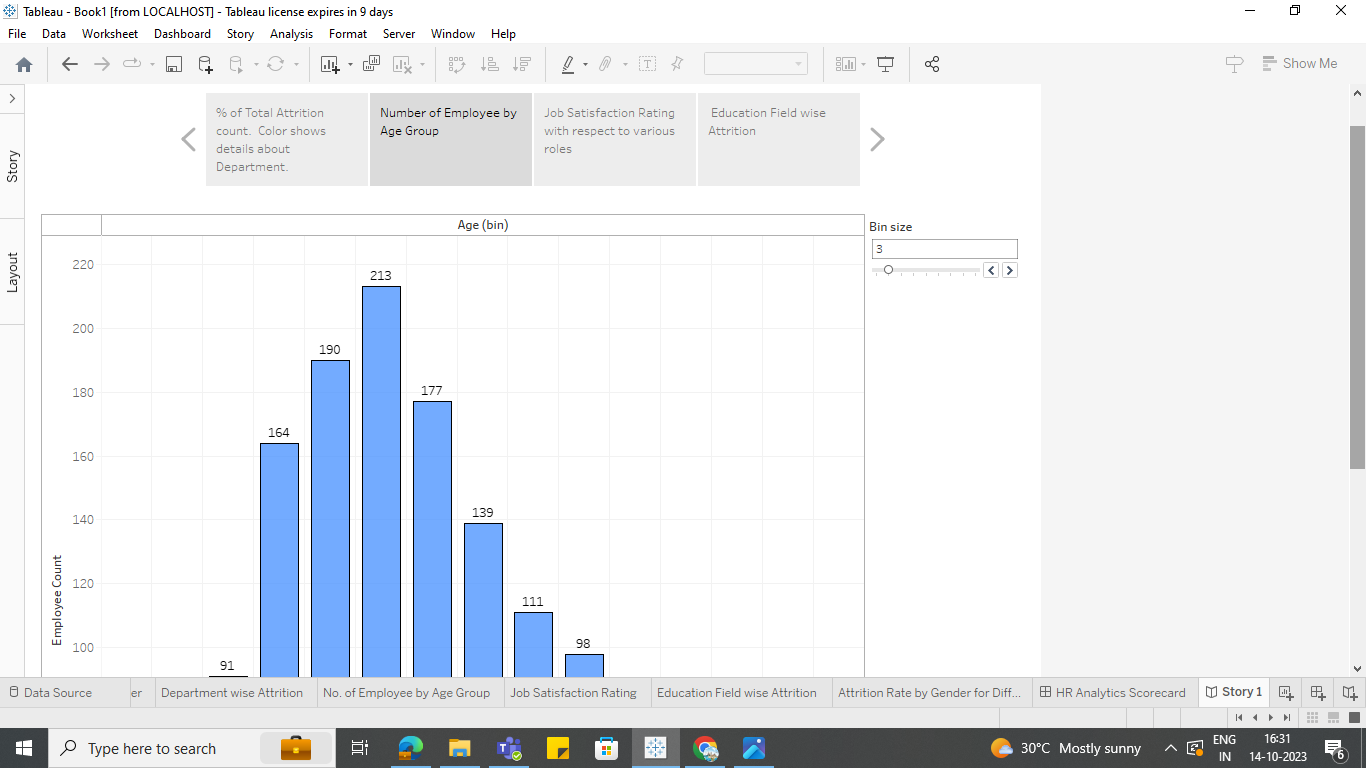 Tableau - Book1 [from LOCALHOST] - Tableau license expires in 9 days
File Data Worksheet Dashboard Story Analysis Format Server Window Help
Show Me
Story
Layout
% of Total Attrition
count. Color shows
details about
Department.
Number of Employee by
Age Group
Job Satisfaction Rating
with respect to various
roles
Education Field wise
Attrition
Age (bin)
Bin size
3
Employee Count
220
200
180
160
140
120
100
91
164
190
213
177
139
111
98
Data Source er Department wise Attrition No. of Employee by Age Group Job Satisfaction Rating Education Field wise Attrition Attrition Rate by Gender for Diff... HR Analytics Scorecard Story 1
Type here to search
30°C Mostly sunny
ENG
IN
16:31
14-10-2023
6